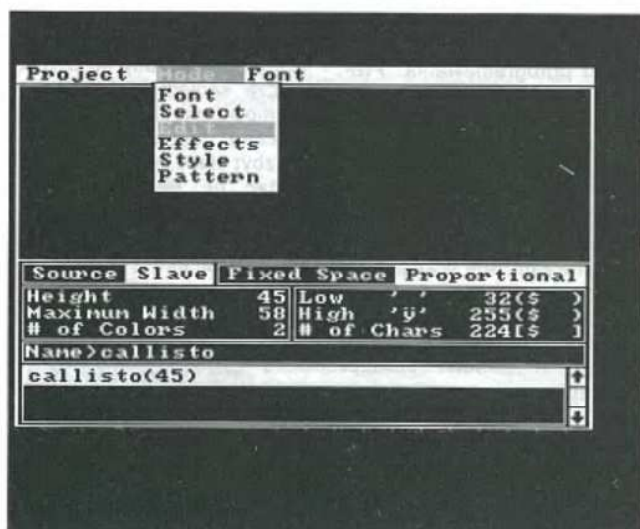 Project Mode Font
Font
Select
Edit
Effects
Style
Pattern
Source Slave Fixed Space Proportional
Height 45 Low ' ' 32($ )
Maximum Width 58 High 'ÿ' 255($ )
# of Colors 2 # of Chars 224[$ ]
Name>callisto
callisto(45)